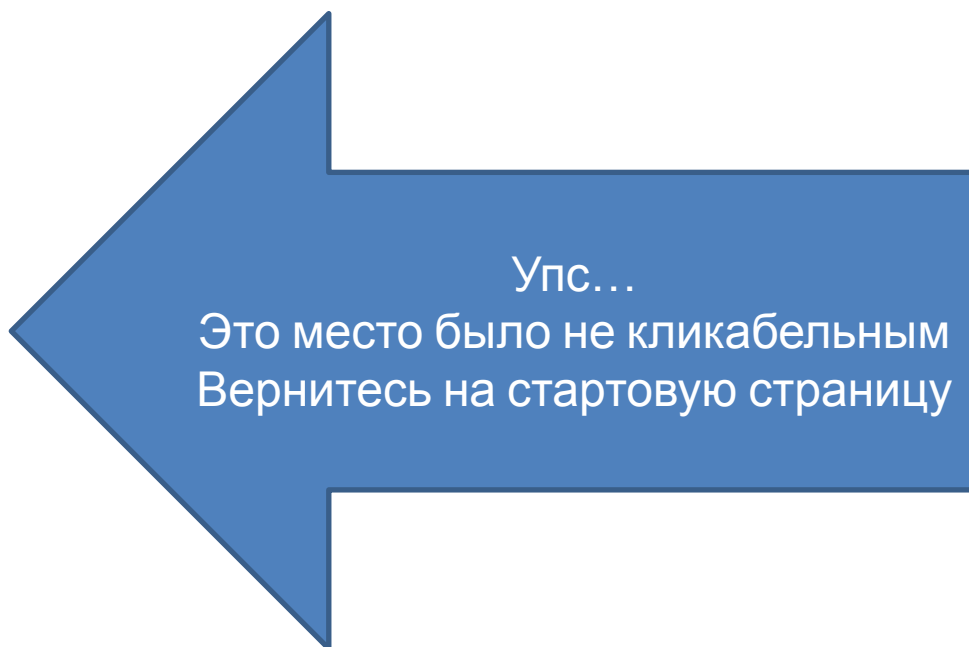 Упс…
Это место было не кликабельным
Вернитесь на стартовую страницу